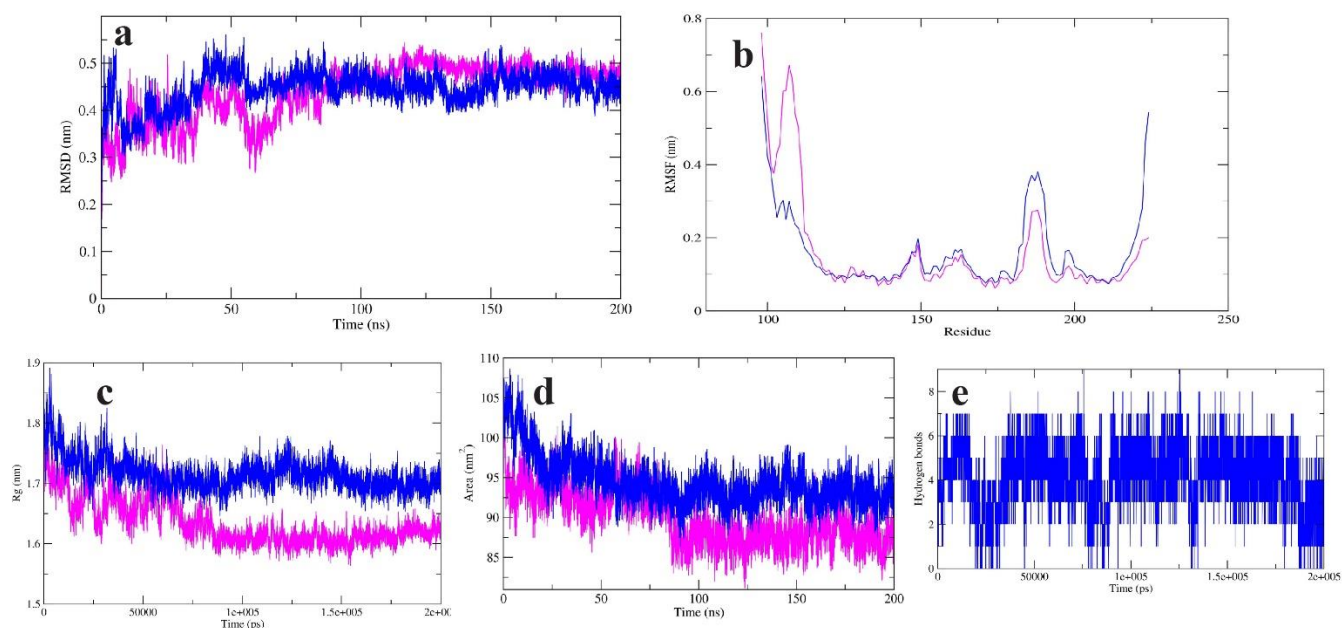 a
RMSD (nm)
0.5
0.4
0.3
0.2
0.1
0
0 50 100 150 200
Time (ns)
b
RMSF (nm)
0.8
0.6
0.4
0.2
0
100 150 200 250
Residue
c
Rg (nm)
1.9
1.8
1.7
1.6
1.5
0 50000 1e+005 1.5e+005
Time (ps)
d
Area (nm²)
110
105
100
95
90
85
0 50 100 150 200
Time (ns)
e
Hydrogen bonds
8
6
4
2
0
0 50000 1e+005 1.5e+005 2e+005
Time (ps)